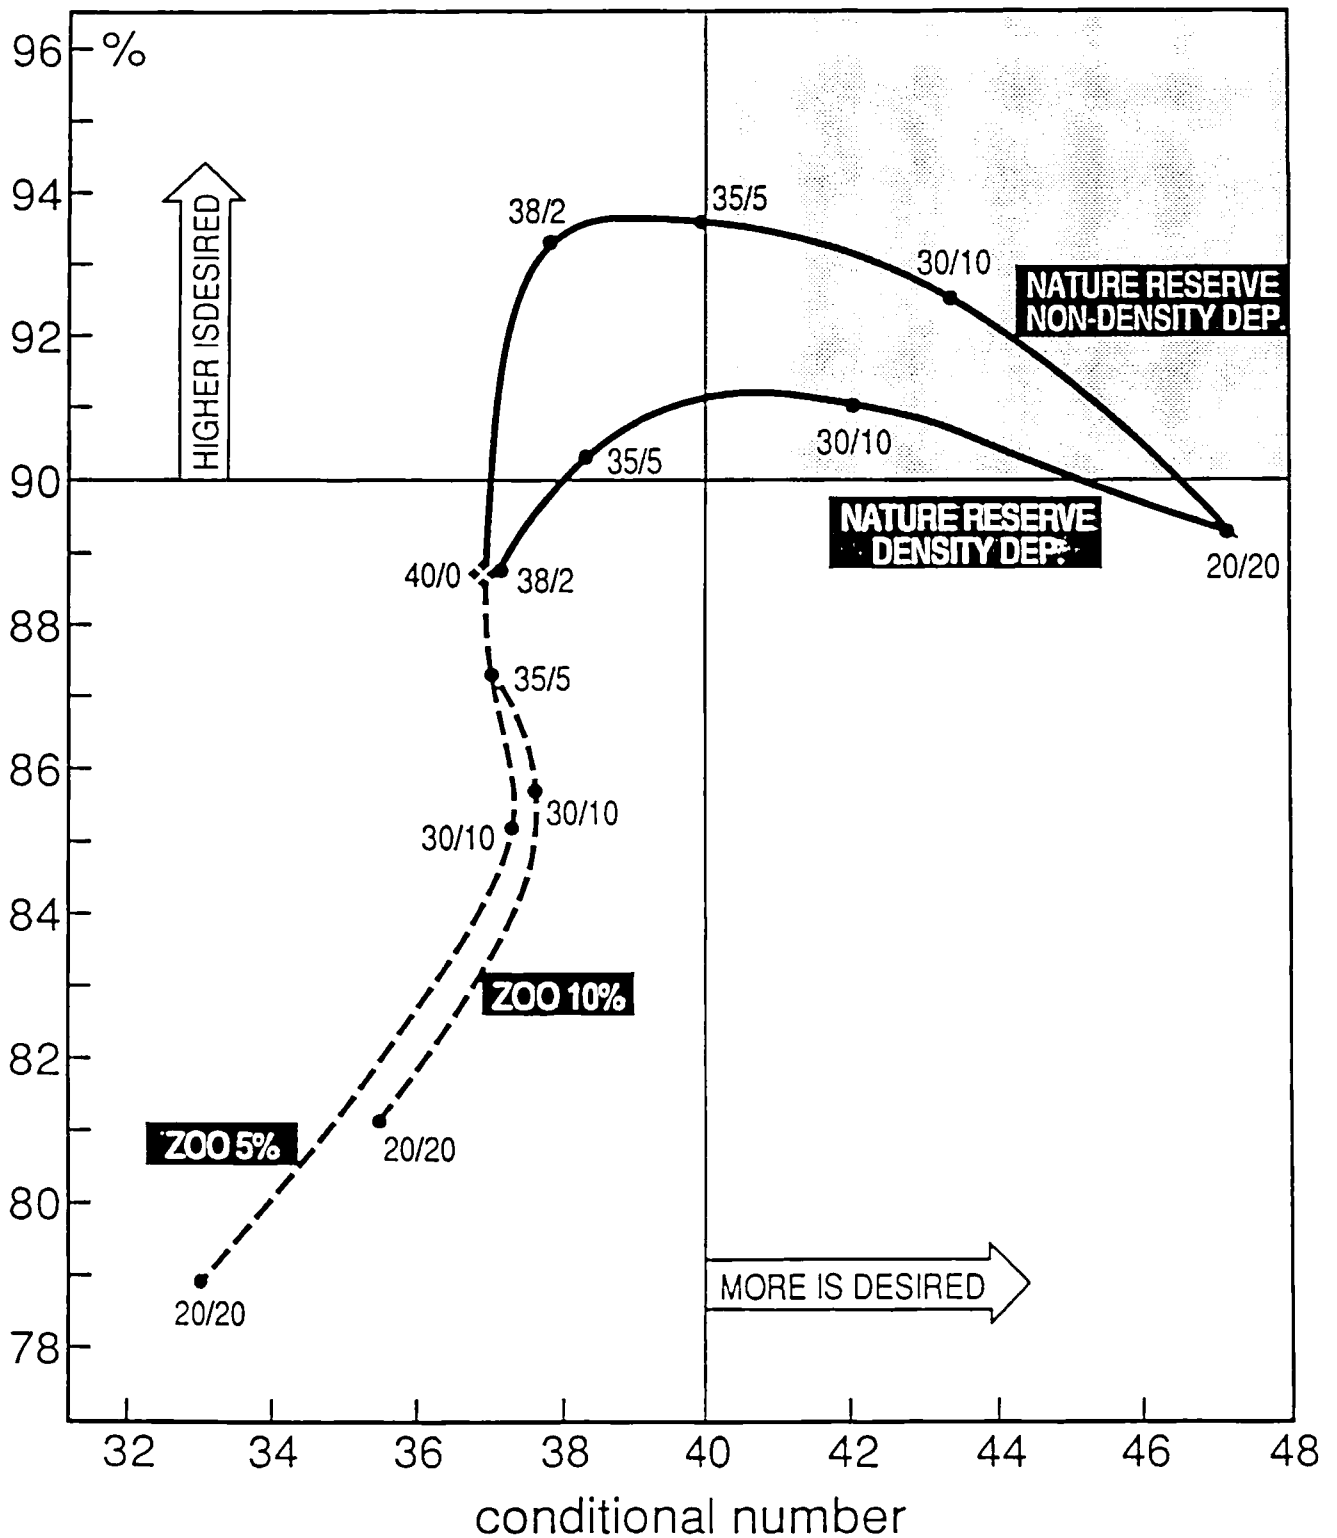 96 %
94
92
90
88
86
84
82
80
78
HIGHER ISDESIRED
38/2
35/5
30/10
NATURE RESERVE
NON-DENSITY DEP.
35/5
30/10
NATURE RESERVE
DENSITY DEP.
20/20
40/0
38/2
35/5
30/10
30/10
ZOO 10%
ZOO 5%
20/20
20/20
MORE IS DESIRED
32 34 36 38 40 42 44 46 48
conditional number